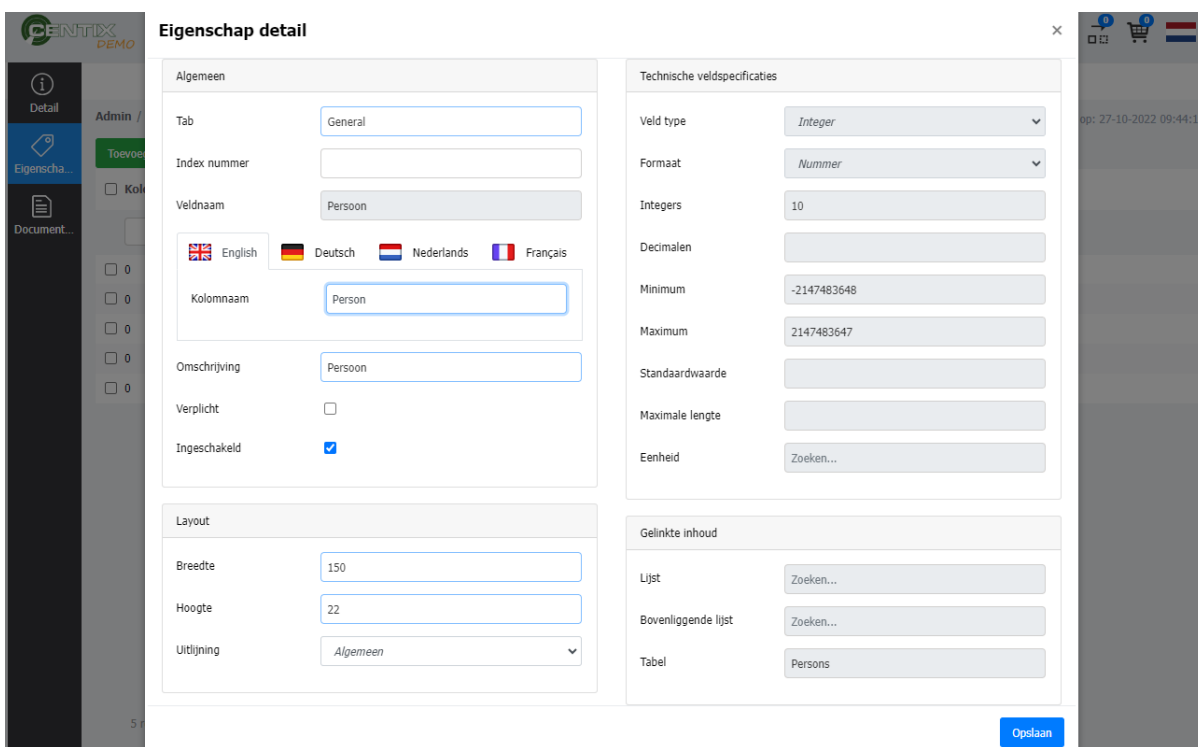 CENTIX
DEMO
Eigenschap detail
×
0
0
Detail
Eigenscha...
Document...
Admin /
op: 27-10-2022 09:44:1
Toevoe
Kol
0
0
0
0
0
5 r
Algemeen
Tab
General
Index nummer
Veldnaam
Persoon
English
Deutsch
Nederlands
Français
Kolomnaam
Person
Omschrijving
Persoon
Verplicht
Ingeschakeld
Layout
Breedte
150
Hoogte
22
Uitlijning
Algemeen
Technische veldspecificaties
Veld type
Integer
Formaat
Nummer
Integers
10
Decimalen
Minimum
-2147483648
Maximum
2147483647
Standaardwaarde
Maximale lengte
Eenheid
Zoeken...
Gelinkte inhoud
Lijst
Zoeken...
Bovenliggende lijst
Zoeken...
Tabel
Persons
Opslaan